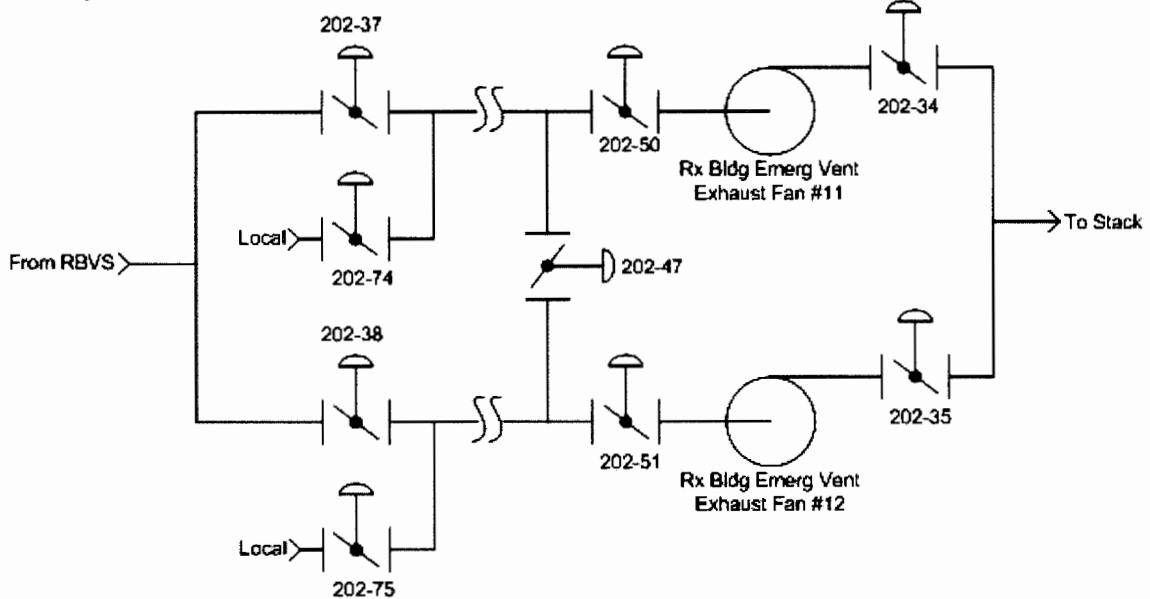 202-37
202-50
202-34
Rx Bldg Emerg Vent
Exhaust Fan #11
Local
202-74
From RBVS
202-47
To Stack
202-38
202-51
202-35
Rx Bldg Emerg Vent
Exhaust Fan #12
Local
202-75